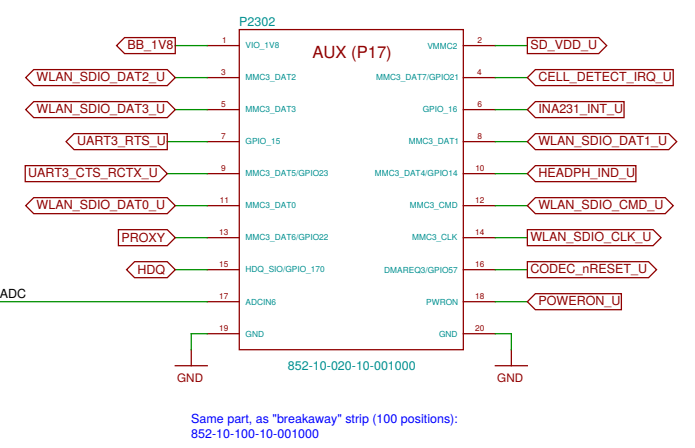 P2302
AUX (P17)
BB_1V8 1 VIO_1V8 VMMC2 2 SD_VDD_U
WLAN_SDIO_DAT2_U 3 MMC3_DAT2 MMC3_DAT7/GPIO21 4 CELL_DETECT_IRQ_U
WLAN_SDIO_DAT3_U 5 MMC3_DAT3 GPIO_16 6 INA231_INT_U
UART3_RTS_U 7 GPIO_15 MMC3_DAT1 8 WLAN_SDIO_DAT1_U
UART3_CTS_RCTX_U 9 MMC3_DAT5/GPIO23 MMC3_DAT4/GPIO14 10 HEADPH_IND_U
WLAN_SDIO_DAT0_U 11 MMC3_DAT0 MMC3_CMD 12 WLAN_SDIO_CMD_U
PROXY 13 MMC3_DAT6/GPIO22 MMC3_CLK 14 WLAN_SDIO_CLK_U
HDQ 15 HDQ_SIO/GPIO_170 DMAREQ3/GPIO57 16 CODEC_nRESET_U
ADC 17 ADCIN6 PWRON 18 POWERON_U
19 GND GND 20
852-10-020-10-001000
GND GND
Same part, as "breakaway" strip (100 positions):
852-10-100-10-001000